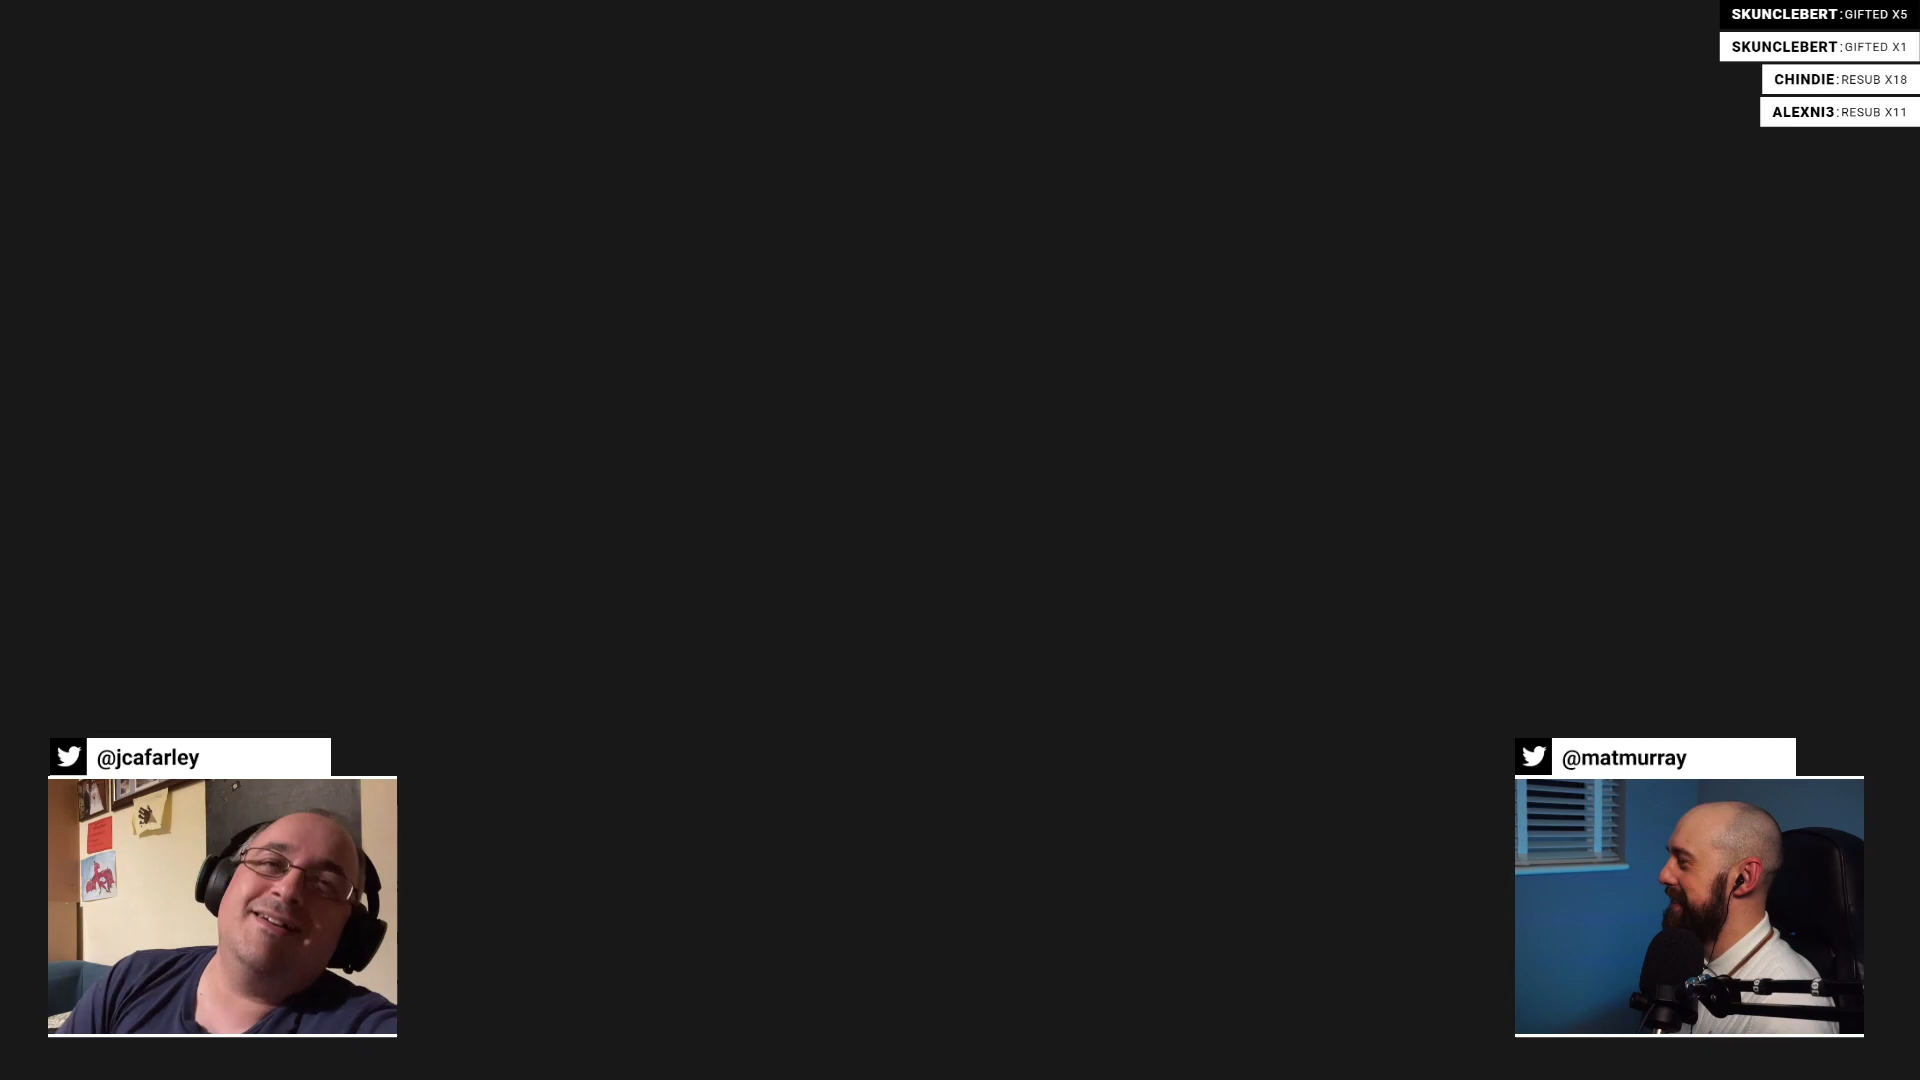 SKUNCLEBERT: GIFTED X5
SKUNCLEBERT: GIFTED X1
CHINDIE: RESUB X18
ALEXNI3: RESUB X11
@jcafarley
@matmurray